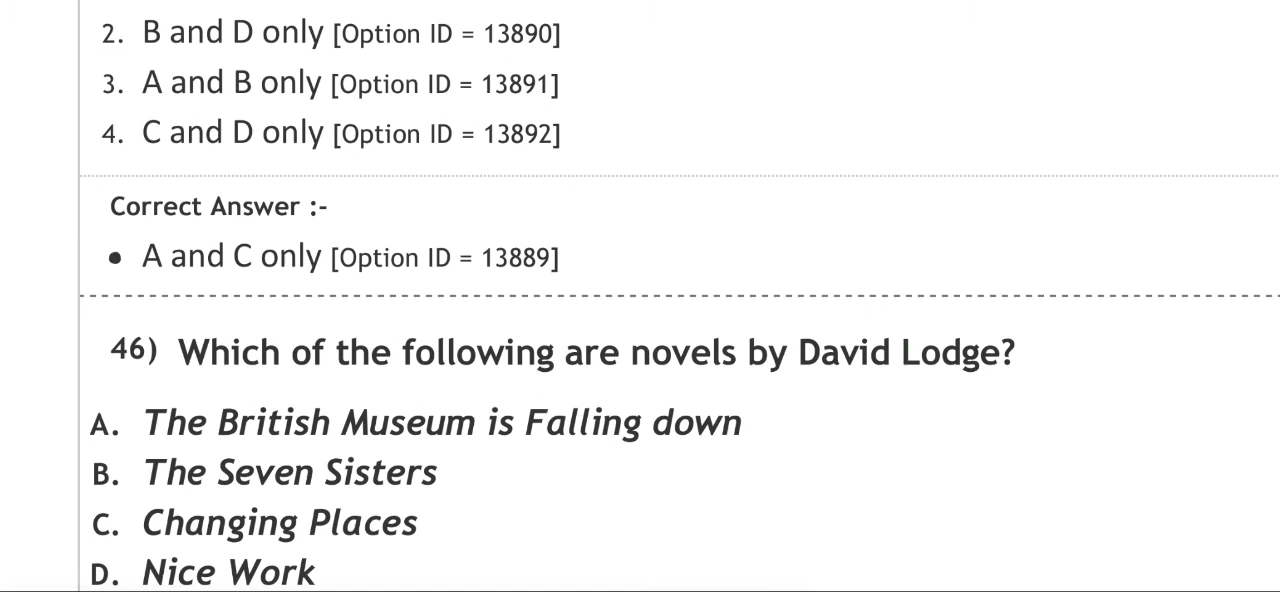 2. B and D only [Option ID = 13890]
3. A and B only [Option ID = 13891]
4. C and D only [Option ID = 13892]
Correct Answer :-
• A and C only [Option ID = 13889]
46) Which of the following are novels by David Lodge?
A. The British Museum is Falling down
B. The Seven Sisters
C. Changing Places
D. Nice Work